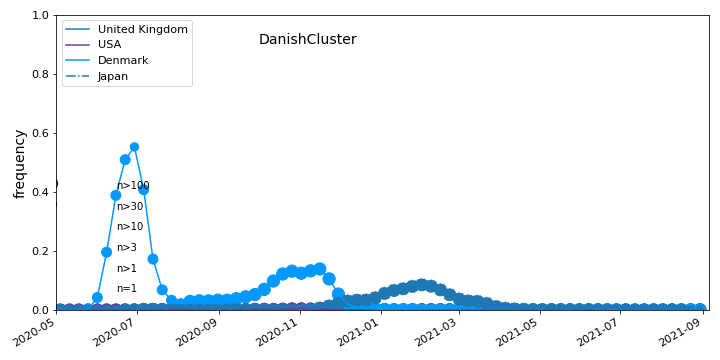 DanishCluster
United Kingdom
USA
Denmark
Japan
frequency
1.0
0.8
0.6
0.4
0.2
0.0
n>100
n>30
n>10
n>3
n>1
n=1
2020-05
2020-07
2020-09
2020-11
2021-01
2021-03
2021-05
2021-07
2021-09